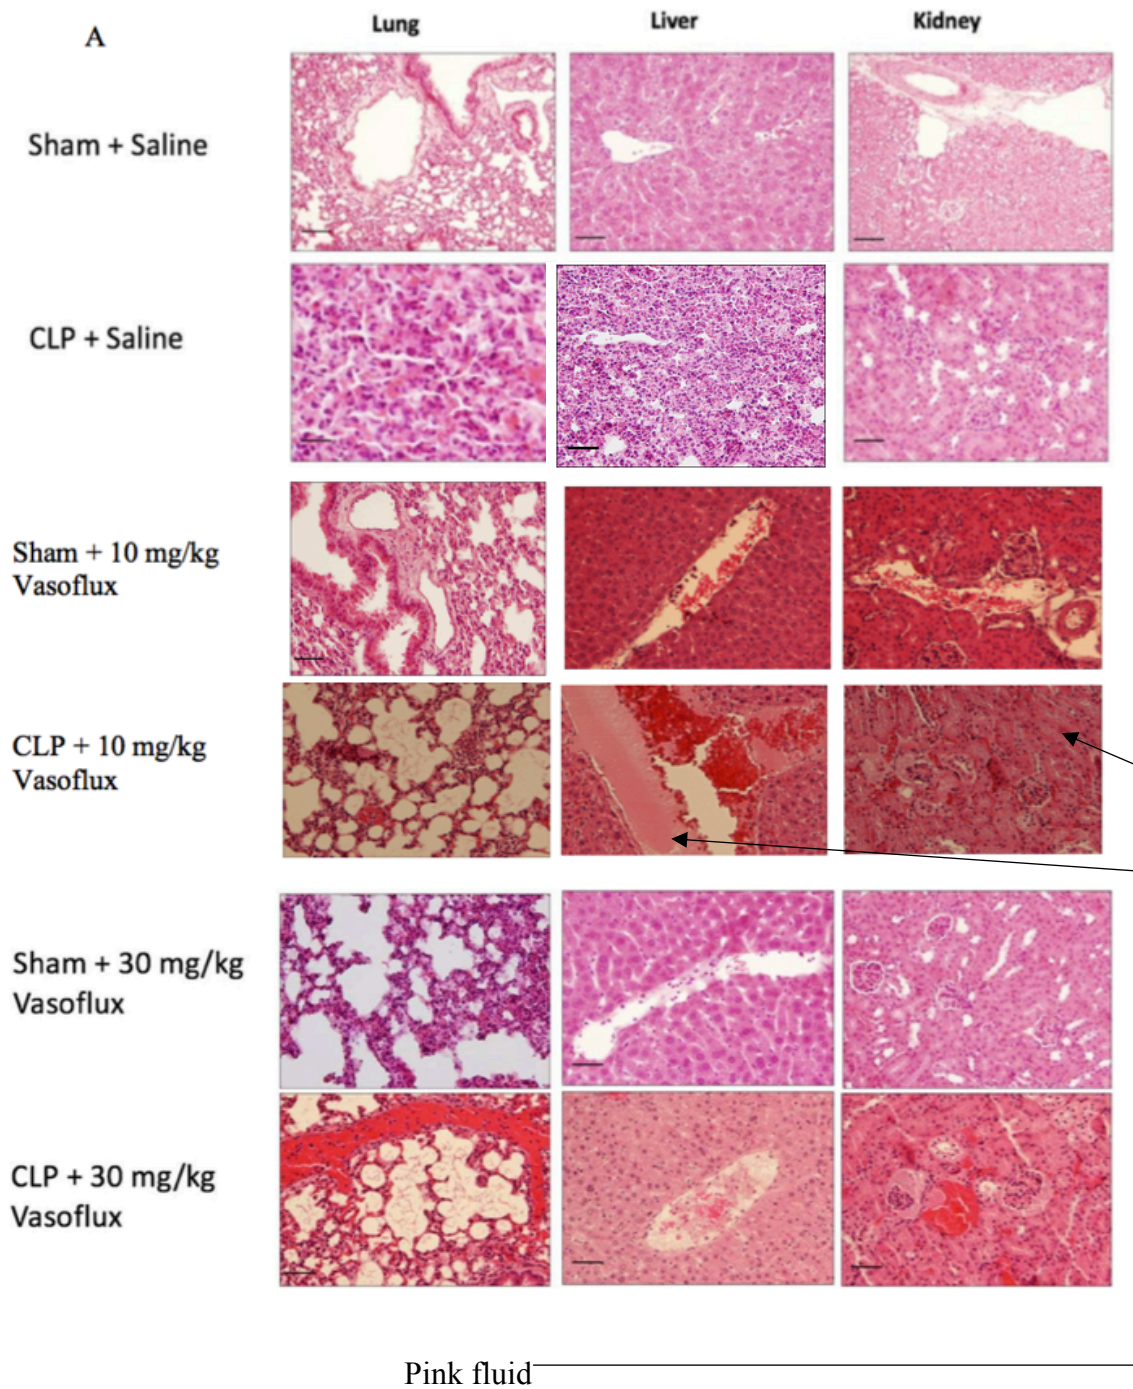 A
Lung Liver Kidney
Sham + Saline
CLP + Saline
Sham + 10 mg/kg
Vasoflux
CLP + 10 mg/kg
Vasoflux
Sham + 30 mg/kg
Vasoflux
CLP + 30 mg/kg
Vasoflux
Pink fluid